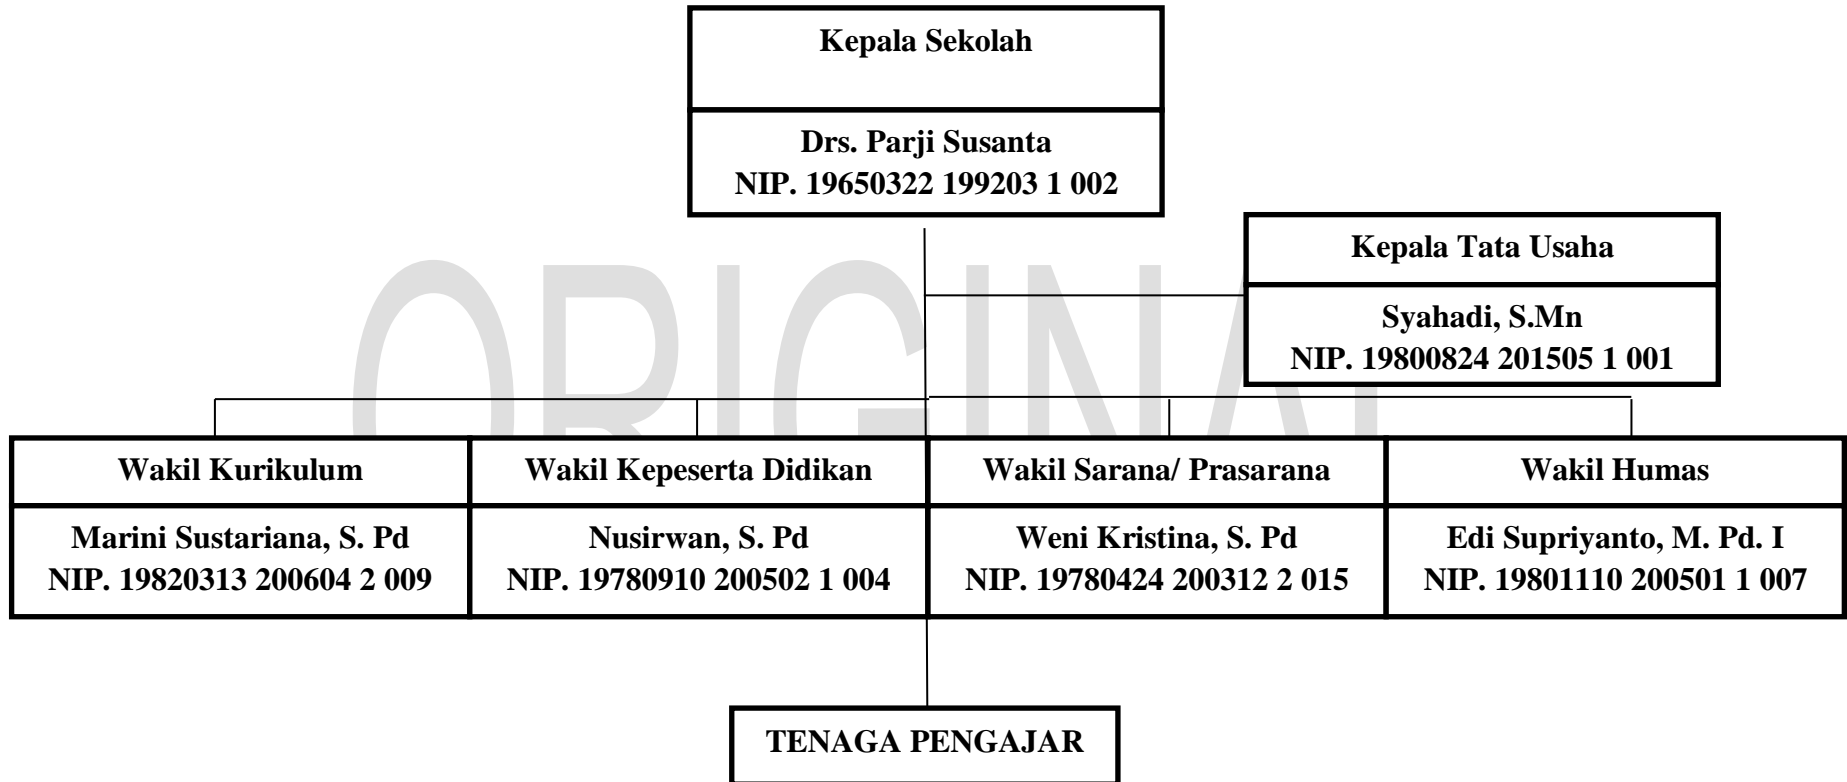 Kepala Sekolah
Drs. Parji Susanta
NIP. 19650322 199203 1 002
Kepala Tata Usaha
Syahadi, S.Mn
NIP. 19800824 201505 1 001
ORIGINAL
Wakil Kurikulum
Marini Sustariana, S. Pd
NIP. 19820313 200604 2 009
Wakil Kepeserta Didikan
Nusirwan, S. Pd
NIP. 19780910 200502 1 004
Wakil Sarana/ Prasarana
Weni Kristina, S. Pd
NIP. 19780424 200312 2 015
Wakil Humas
Edi Supriyanto, M. Pd. I
NIP. 19801110 200501 1 007
TENAGA PENGAJAR